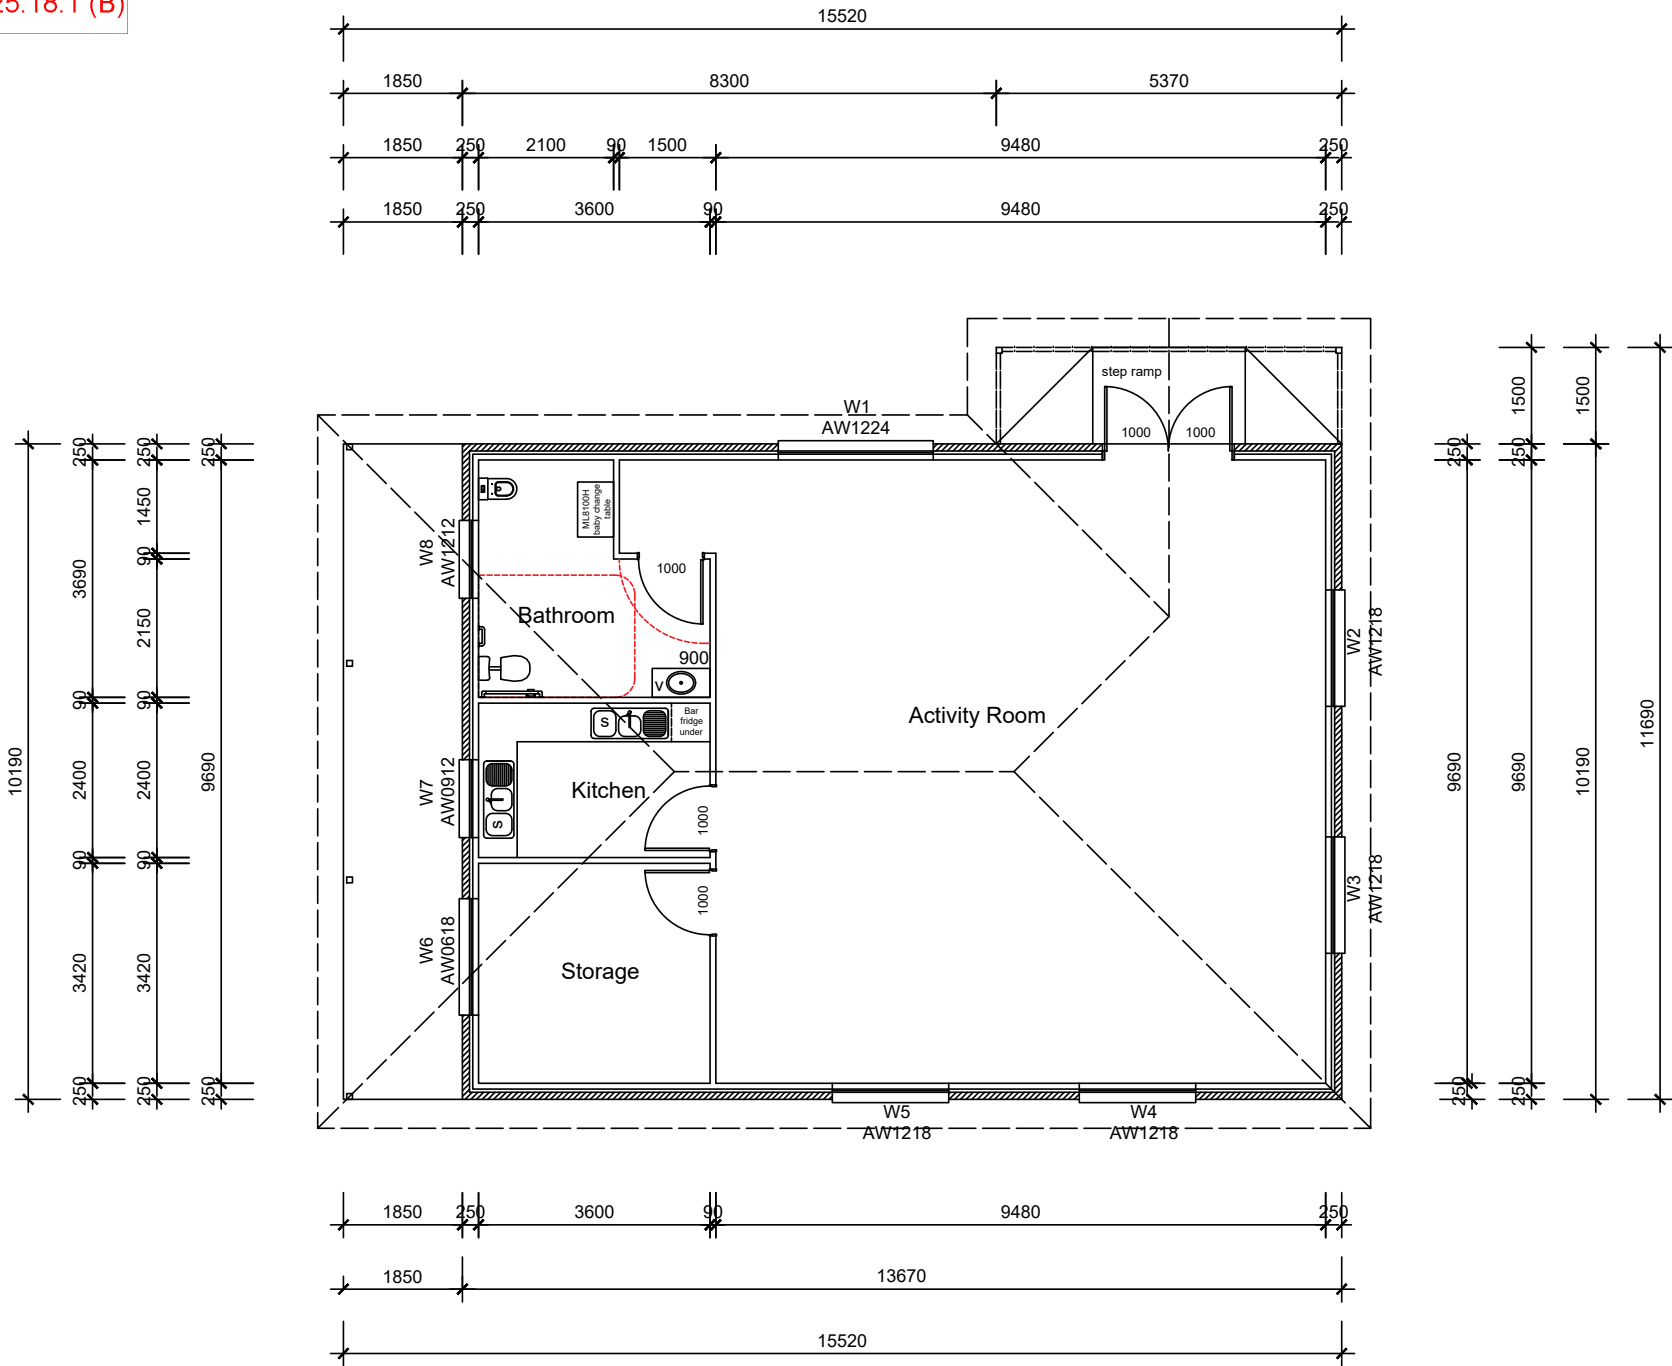 25.18.1 (B)
15520
1850 8300 5370
1850 250 2100 90 1500 9480 250
1850 250 3600 90 9480 250
step ramp
1000 1000
W1
AW1224
ML8100H
baby change
table
1000
W8
AW1212
Bathroom
900
V
W2
AW1218
Bar
fridge
under
S
Activity Room
W7
AW0912
Kitchen
S
1000
1000
W3
AW1218
W6
AW0618
Storage
W5
AW1218
W4
AW1218
10190
250 3690 90 2400 90 3420 250
250 1450 90 2150 90 2400 90 3420 250
250 9690 250
250 9690 250
1500 250 9690 250
1500 10190
11690
1850 250 3600 90 9480 250
1850 13670
15520